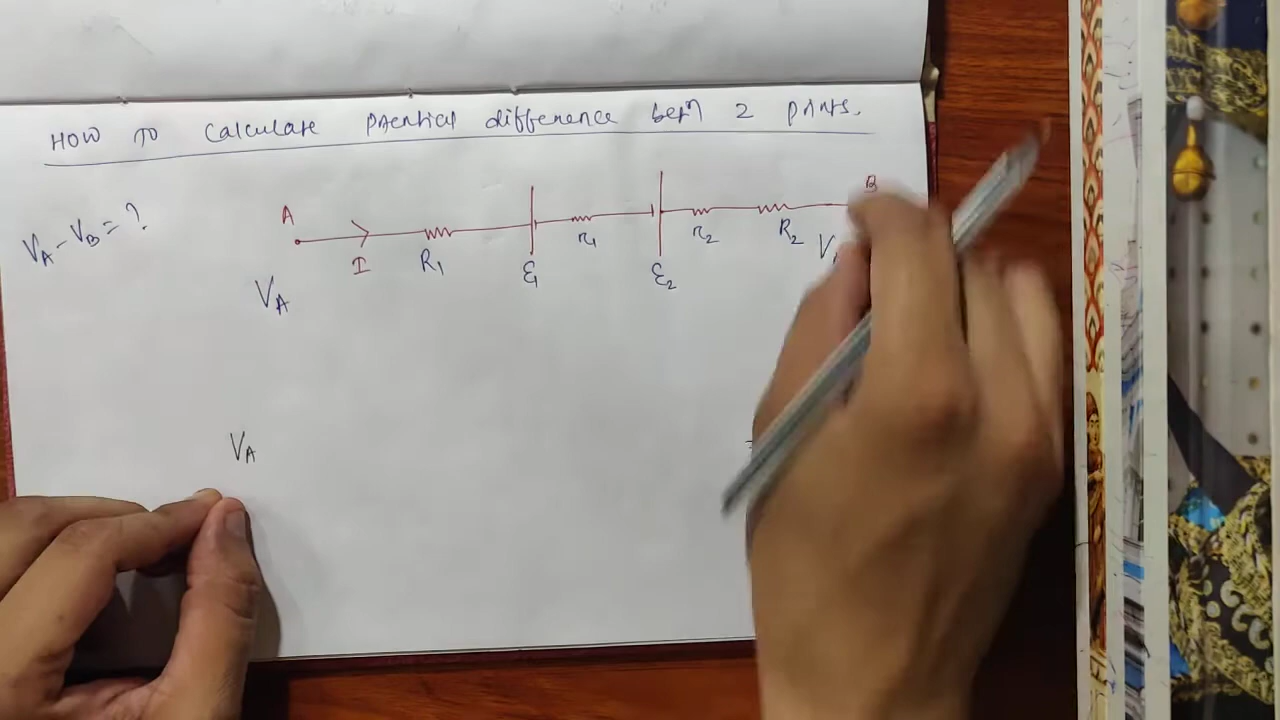 HOW TO Calculate Potential difference betn 2 points.
VA - VB = ?
A
B
I
R1
r1
r2
R2
ε1
ε2
VA
VA